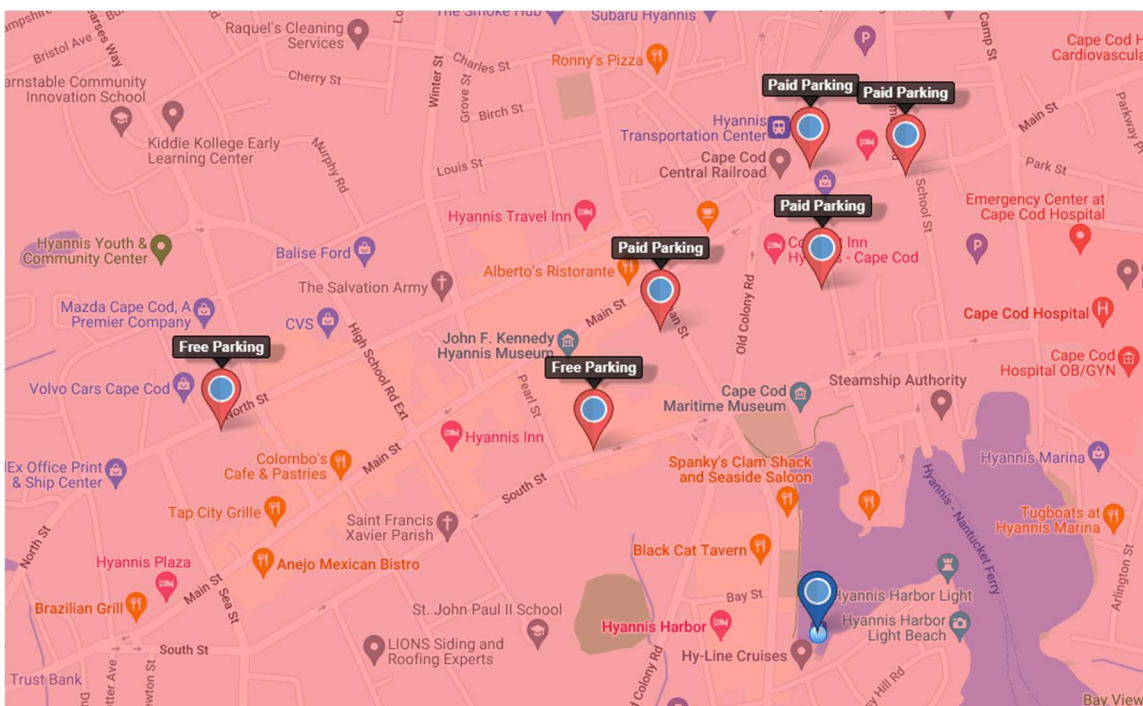 The Smoke Hub
Subaru Hyannis
Raquel's Cleaning
Services
Bristol Ave
Cherry St
Winter St
Grove St
Charles St
Birch St
Ronny's Pizza
Camp St
Cape Cod H
Cardiovascula
Paid Parking
Paid Parking
Main St
arnstable Community
Innovation School
Kiddie Kollege Early
Learning Center
Murphy Rd
Louis St
Hyannis
Transportation Center
Cape Cod
Central Railroad
Park St
School St
Emergency Center at
Cape Cod Hospital
Hyannis Travel Inn
Paid Parking
Hyannis Youth &
Community Center
Balise Ford
Paid Parking
Hy
s - Cape Cod
Inn
Alberto's Ristorante
The Salvation Army
Mazda Cape Cod, A
Premier Company
CVS
Main St
Old Colony Rd
Cape Cod Hospital
John F. Kennedy
Hyannis Museum
High School Rd Ext
Free Parking
Free Parking
Cape Cod
Hospital OB/GYN
Volvo Cars Cape Cod
North St
Pearl St
Cape Cod
Maritime Museum
Steamship Authority
Hyannis Inn
Main St
Colombo's
Cafe & Pastries
Ex Office Print
& Ship Center
South St
Spanky's Clam Shack
and Seaside Saloon
Hyannis Marina
Hyannis - Nantucket Ferry
Tap City Grille
Saint Francis
Xavier Parish
Tugboats at
Hyannis Marina
North St
Black Cat Tavern
Hyannis Plaza
Main St
Anejo Mexican Bistro
Sea St
Brazilian Grill
St. John Paul II School
Bay St
Hyannis Harbor Light
Hyannis Harbor
Light Beach
Arlington St
Hyannis Harbor
LIONS Siding and
Roofing Experts
South St
Hy-Line Cruises
d Colony Rd
Trust Bank
Hill Rd
Bay View